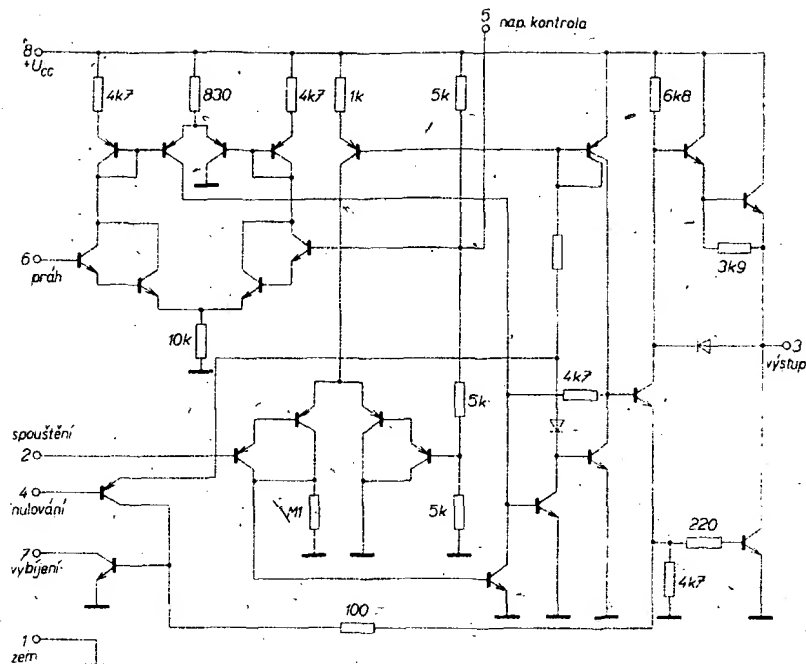 5
nap. kontrola
8
+Ucc
4k7
830
4k7
1k
5k
6k8
6
práh
3k9
10k
3
výstup
5k
4k7
spouštění
2
4
nulování
M1
5k
220
7
vybíjení
4k7
100
1
zem